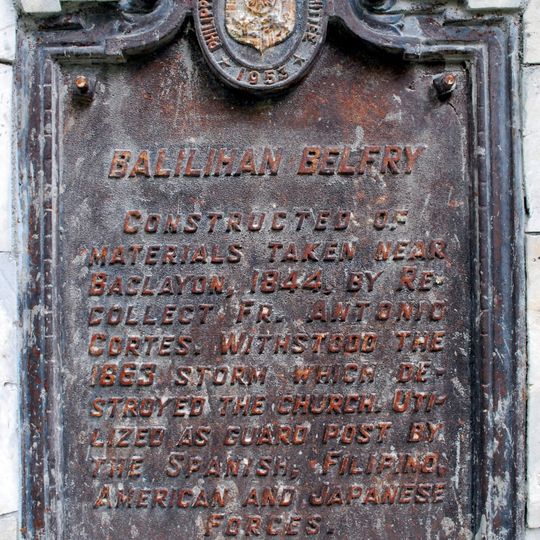 1953
BALILIHAN BELFRY
CONSTRUCTED OF
MATERIALS TAKEN NEAR
BACLAYON, 1844, BY RE-
COLLECT FR. ANTONIO
CORTES. WITHSTOOD THE
1863 STORM WHICH DE-
STROYED THE CHURCH. UTI-
LIZED AS GUARD POST BY
THE SPANISH, FILIPINO,
AMERICAN AND JAPANESE
FORCES.